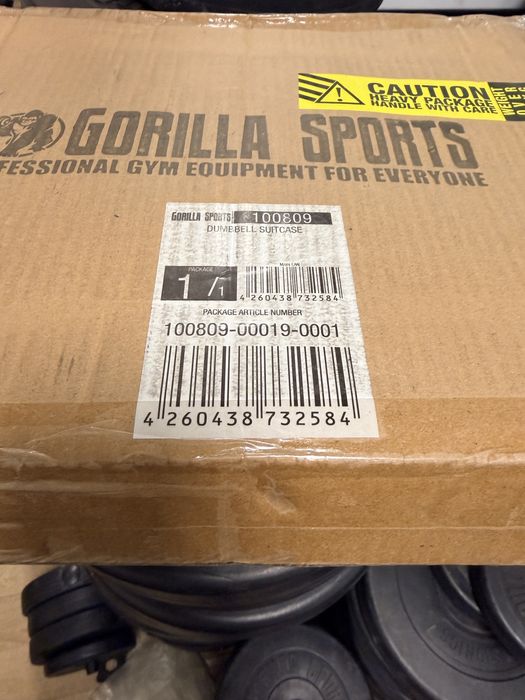 CAUTION
HEAVY PACKAGE
HANDLE WITH CARE
GORILLA SPORTS
FESSIONAL GYM EQUIPMENT FOR EVERYONE
GORILLA SPORTS 100809
DUMBBELL SUITCASE
PACKAGE
1/1
MAIN EAN
4 260438 732584
PACKAGE ARTICLE NUMBER
100809-00019-0001
4 260438 732584